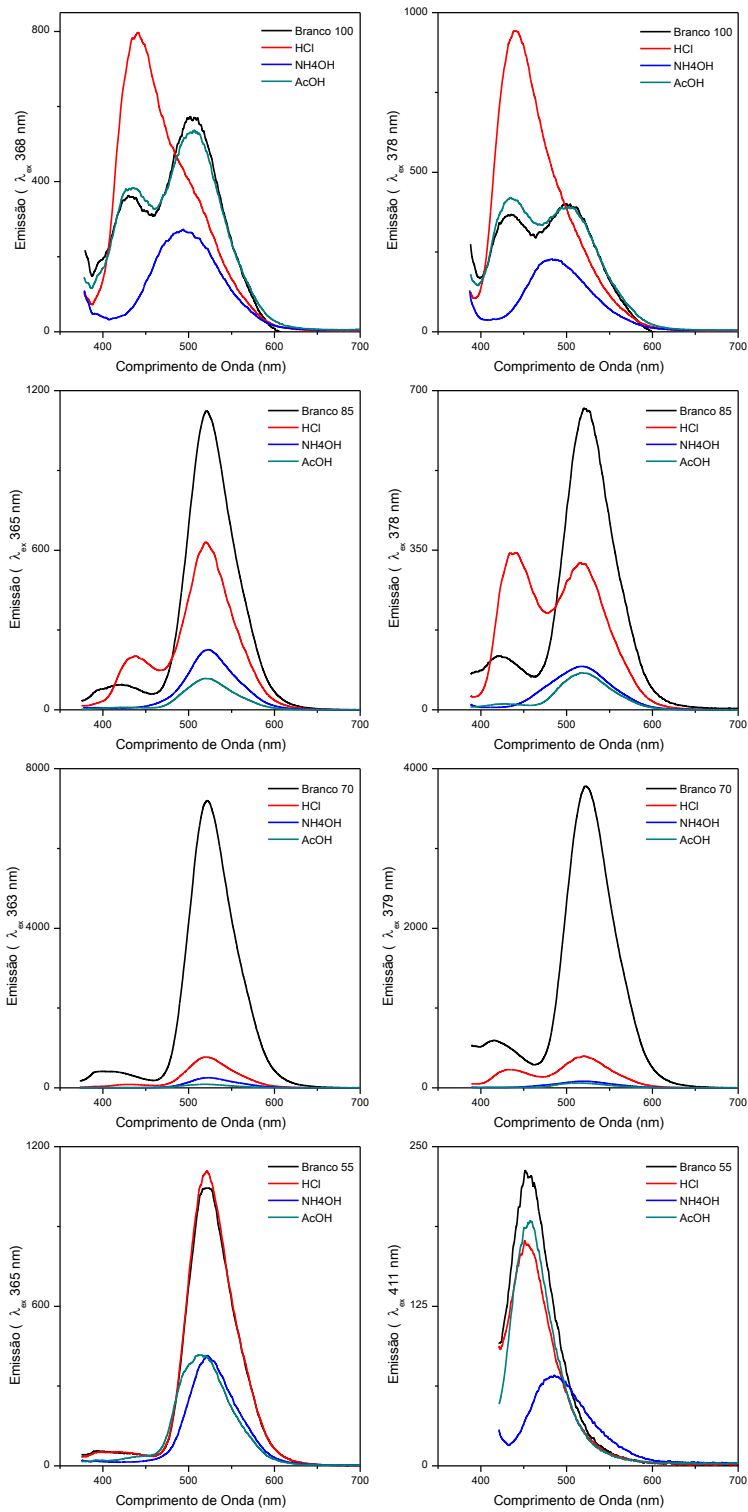 800
400
0
400
500
600
700
Emissão ( λex 368 nm)
Comprimento de Onda (nm)
Branco 100
HCl
NH4OH
AcOH
1000
500
0
400
500
600
700
Emissão ( λex 378 nm)
Comprimento de Onda (nm)
Branco 100
HCl
NH4OH
AcOH
1200
600
0
400
500
600
700
Emissão ( λex 365 nm)
Comprimento de Onda (nm)
Branco 85
HCl
NH4OH
AcOH
700
350
0
400
500
600
700
Emissão ( λex 378 nm)
Comprimento de Onda (nm)
Branco 85
HCl
NH4OH
AcOH
8000
4000
0
400
500
600
700
Emissão ( λex 363 nm)
Comprimento de Onda (nm)
Branco 70
HCl
NH4OH
AcOH
4000
2000
0
400
500
600
700
Emissão ( λex 379 nm)
Comprimento de Onda (nm)
Branco 70
HCl
NH4OH
AcOH
1200
600
0
400
500
600
700
Emissão ( λex 365 nm)
Comprimento de Onda (nm)
Branco 55
HCl
NH4OH
AcOH
250
125
0
400
500
600
700
Emissão ( λex 411 nm)
Comprimento de Onda (nm)
Branco 55
HCl
NH4OH
AcOH